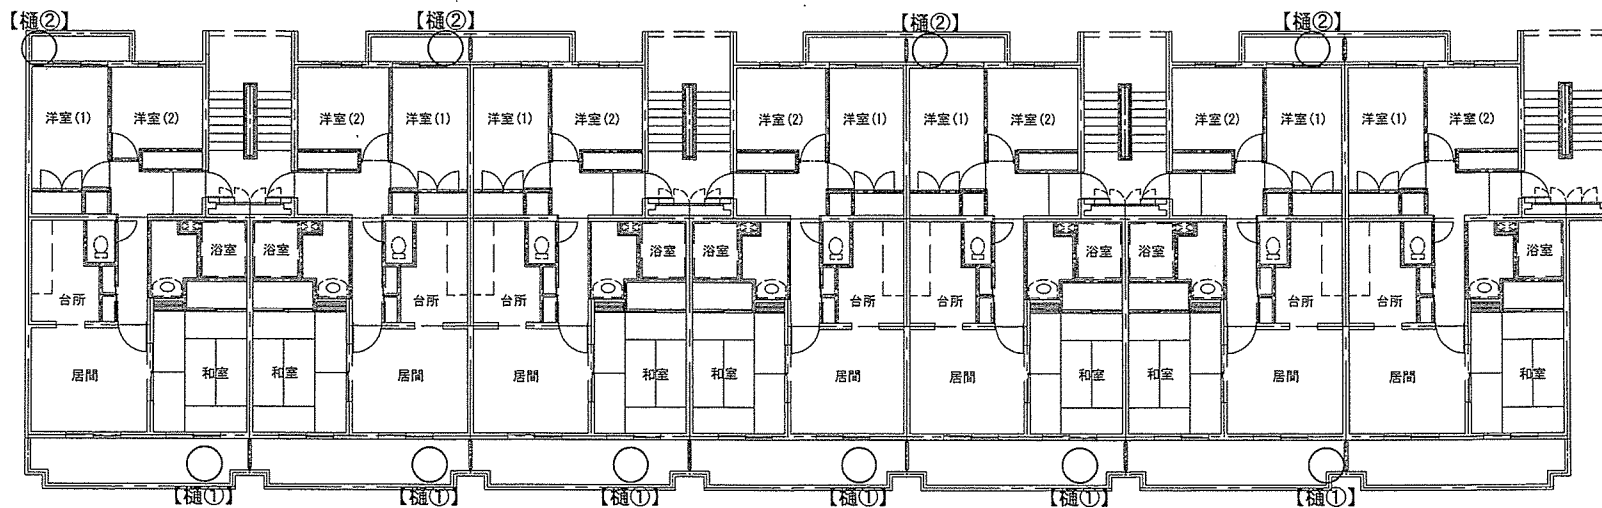 【樋②】 【樋②】 【樋②】 【樋②】
洋室(1) 洋室(2) 洋室(2) 洋室(1) 洋室(1) 洋室(2) 洋室(2) 洋室(1) 洋室(1) 洋室(2) 洋室(2) 洋室(1) 洋室(1) 洋室(2)
浴室 浴室 浴室 浴室 浴室 浴室 浴室
台所 台所 台所 台所 台所 台所 台所
居間 和室 和室 居間 居間 和室 和室 居間 居間 和室 和室 居間 居間 和室
【樋①】 【樋①】 【樋①】 【樋①】 【樋①】 【樋①】